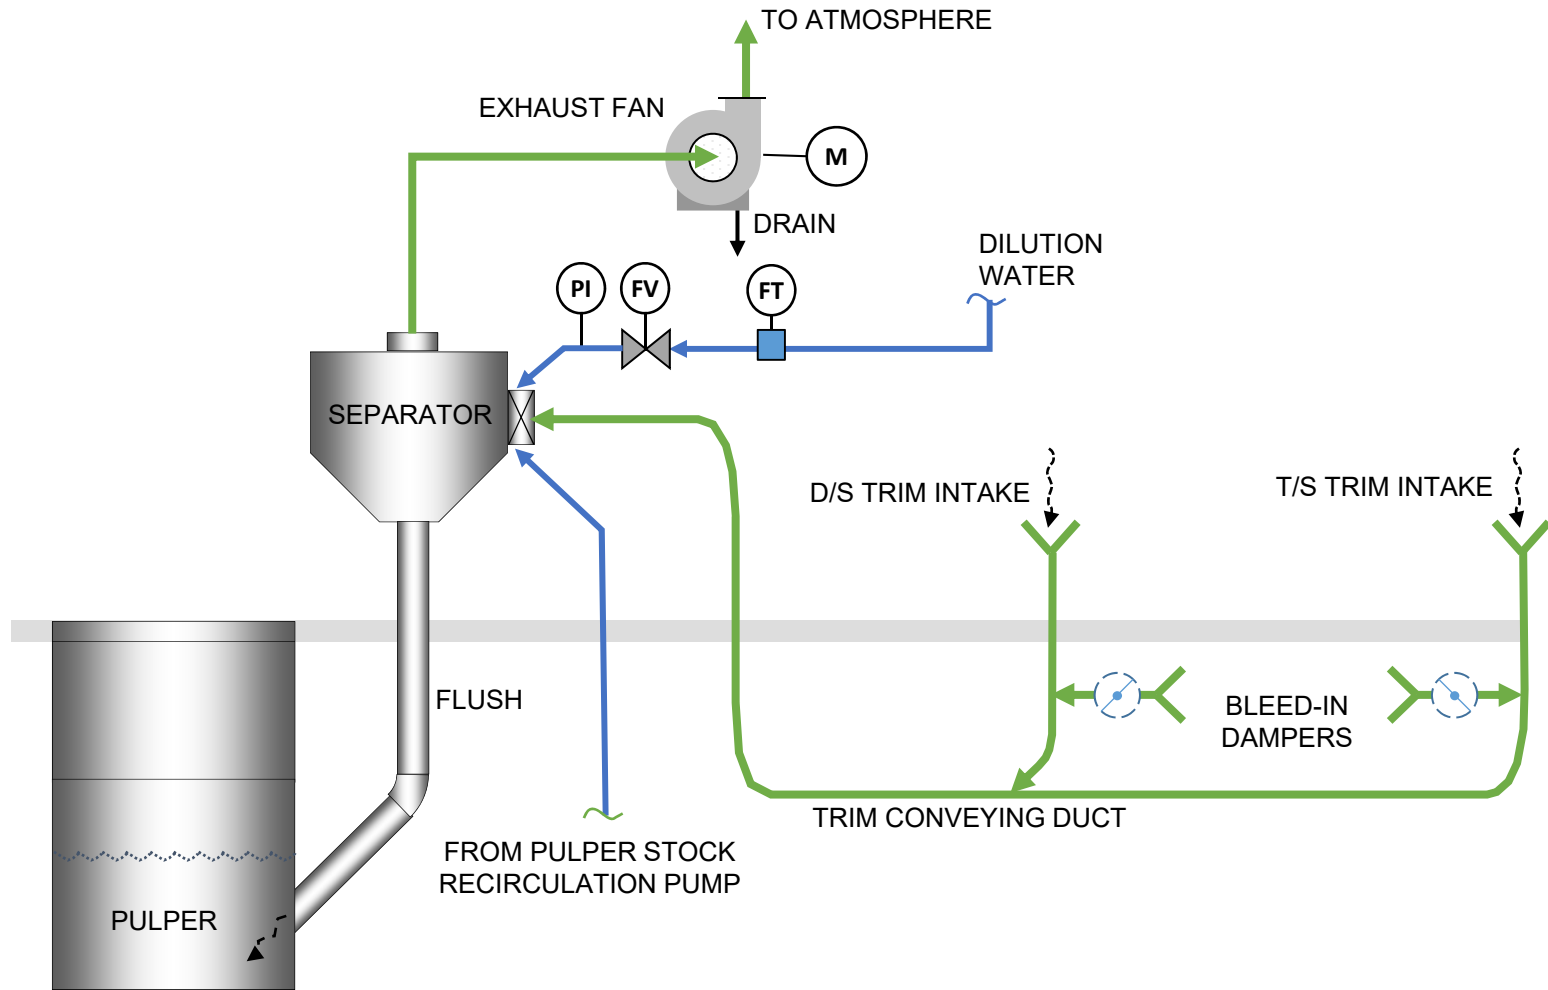 TO ATMOSPHERE
EXHAUST FAN
M
DRAIN
DILUTION
WATER
PI
FV
FT
SEPARATOR
D/S TRIM INTAKE
T/S TRIM INTAKE
FLUSH
BLEED-IN
DAMPERS
TRIM CONVEYING DUCT
FROM PULPER STOCK
RECIRCULATION PUMP
PULPER